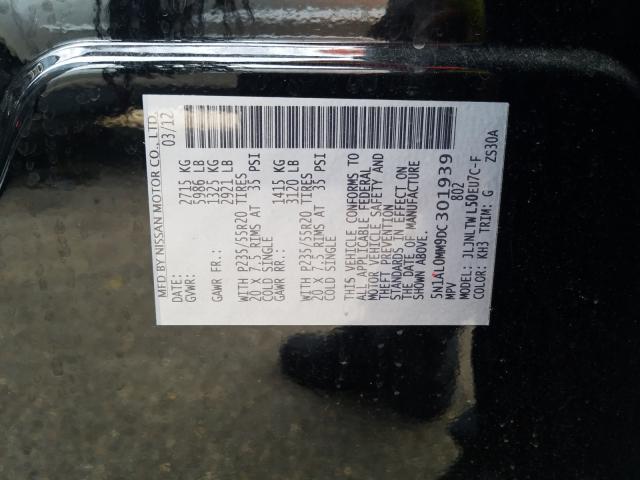 MFD BY NISSAN MOTOR CO., LTD.
DATE: 03/12
GVWR: 2715 KG
5986 LB
GAWR FR: 1325 KG
2921 LB
WITH P235/55R20 TIRES
20 X 7.5 RIMS AT 35 PSI
COLD SINGLE
GAWR RR: 1415 KG
3120 LB
WITH P235/55R20 TIRES
20 X 7.5 RIMS AT 35 PSI
COLD SINGLE
THIS VEHICLE CONFORMS TO
ALL APPLICABLE FEDERAL
MOTOR VEHICLE SAFETY AND
THEFT PREVENTION
STANDARDS IN EFFECT ON
THE DATE OF MANUFACTURE
SHOWN ABOVE.
5N1AL0MM9DC301939
MPV 802
MODEL: JLJNLTWL50EU7C-F
COLOR: KH3 TRIM: G ZS30A